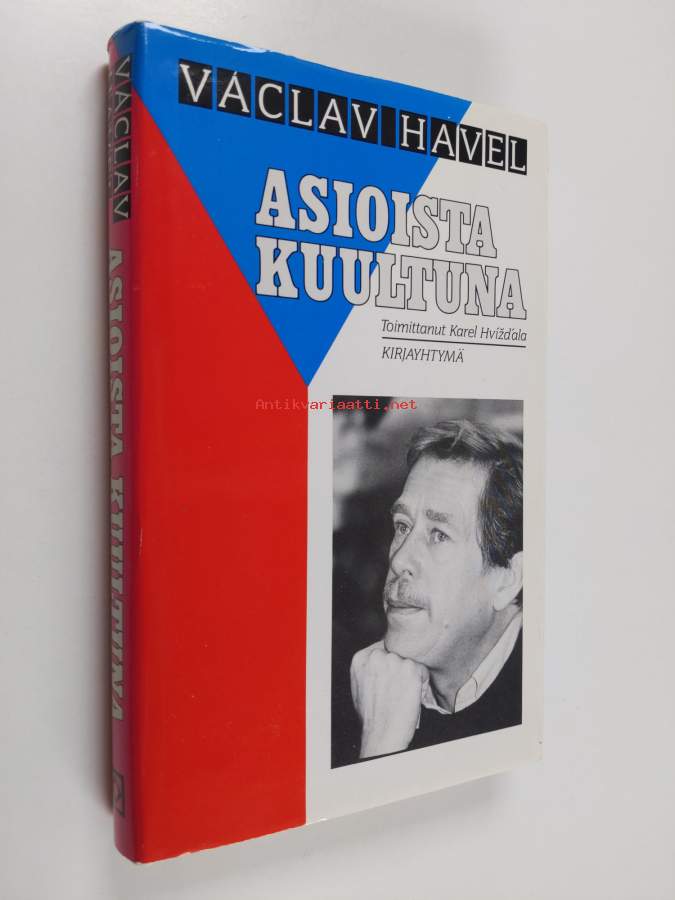 VÁCLAV HAVEL
ASIOISTA
KUULTUNA
Toimittanut Karel Hvížďala
KIRJAYHTYMÄ
Antikvariaatti.net
VÁCLAV
ASIOISTA KUULTUNA